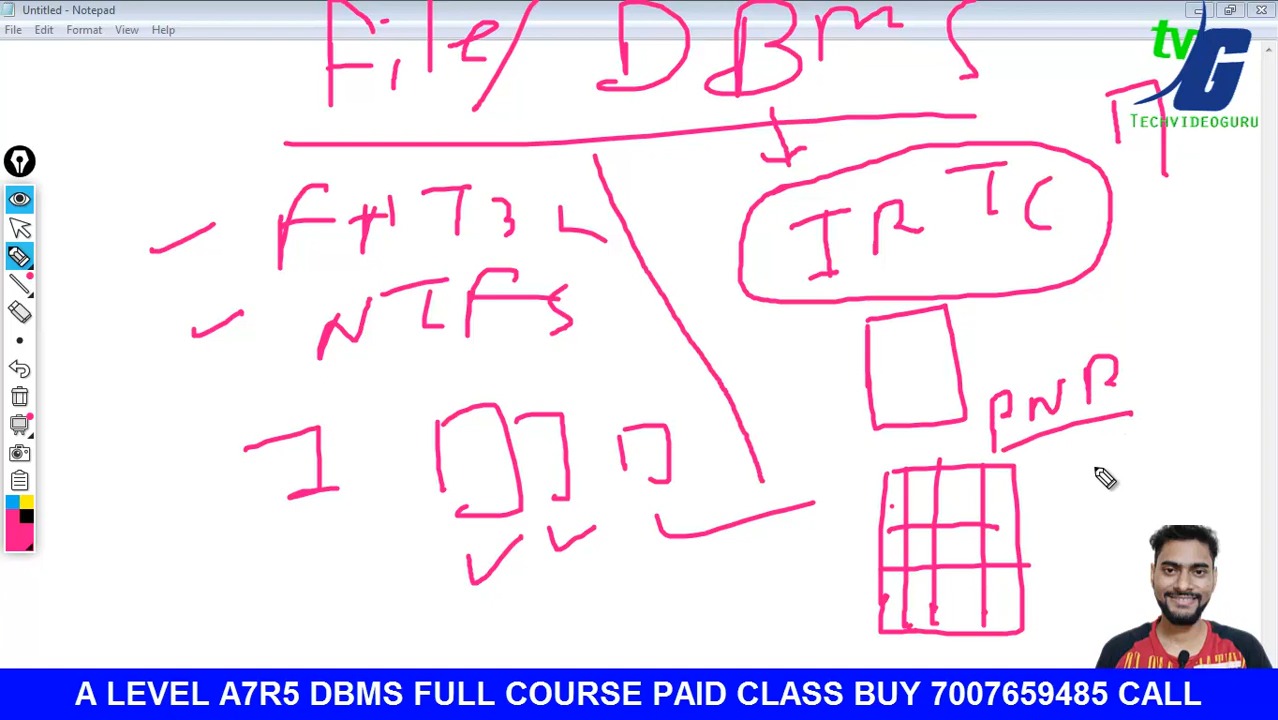 Untitled - Notepad
File Edit Format View Help
File/ DBMS
tv G
TECHVIDEOGURU
FAT32
IRTC
NTFS
PNR
A LEVEL A7R5 DBMS FULL COURSE PAID CLASS BUY 7007659485 CALL